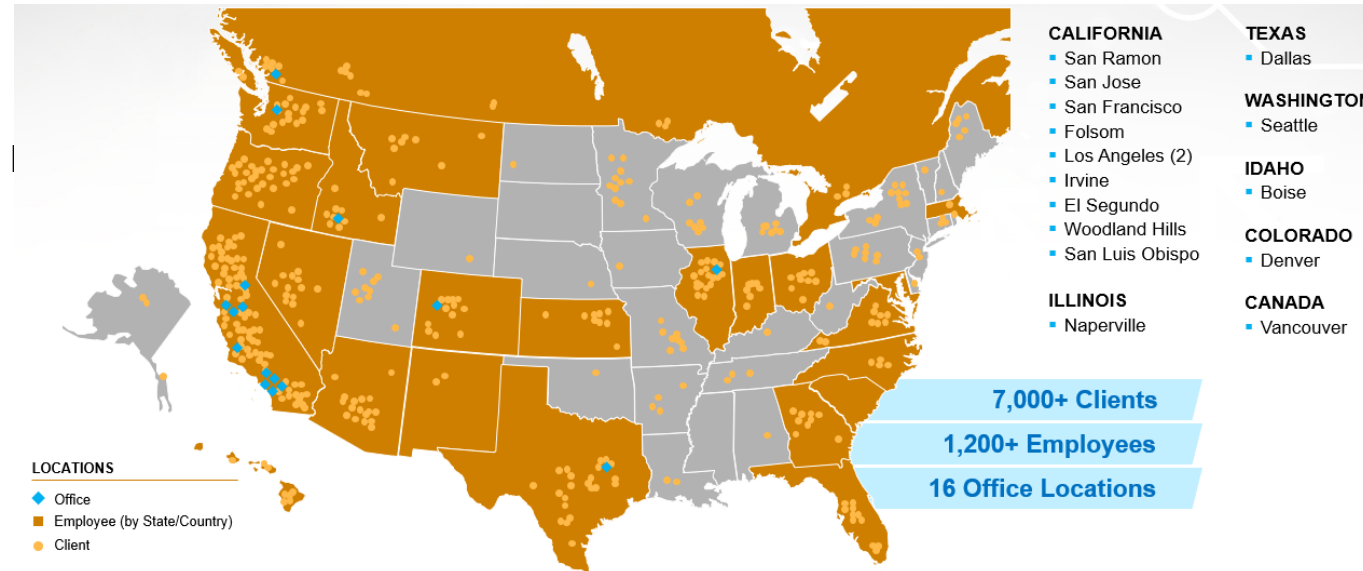 CALIFORNIA
▪ San Ramon
▪ San Jose
▪ San Francisco
▪ Folsom
▪ Los Angeles (2)
▪ Irvine
▪ El Segundo
▪ Woodland Hills
▪ San Luis Obispo
ILLINOIS
▪ Naperville
TEXAS
▪ Dallas
WASHINGTON
▪ Seattle
IDAHO
▪ Boise
COLORADO
▪ Denver
CANADA
▪ Vancouver
7,000+ Clients
1,200+ Employees
16 Office Locations
LOCATIONS
Office
Employee (by State/Country)
Client